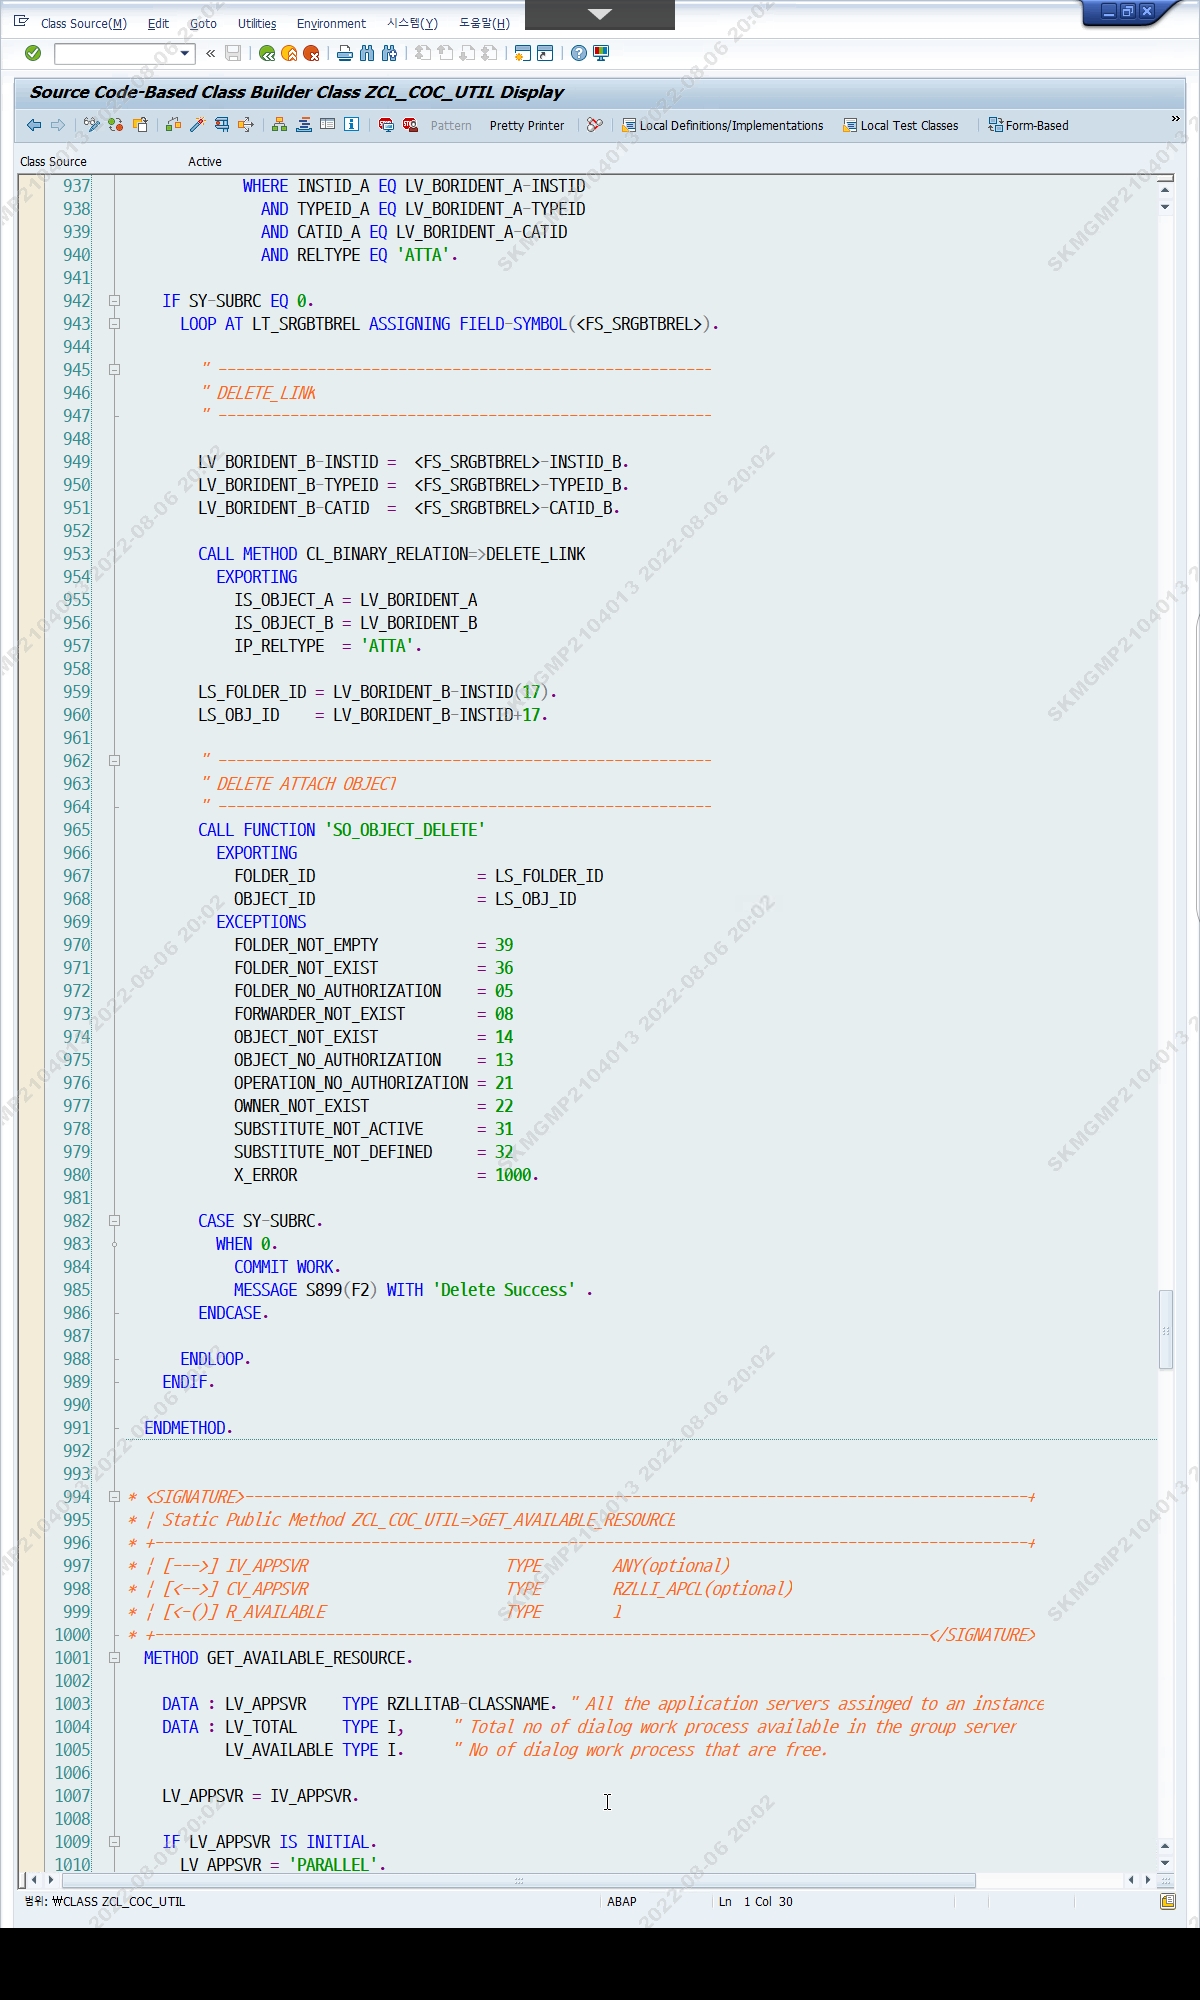 Class Source(M) Edit Goto Utilities Environment 시스템(Y) 도움말(H)
Source Code-Based Class Builder Class ZCL_COC_UTIL Display
Pattern Pretty Printer Local Definitions/Implementations Local Test Classes Form-Based
Class Source Active
937 WHERE INSTID_A EQ LV_BORIDENT_A-INSTID
938 AND TYPEID_A EQ LV_BORIDENT_A-TYPEID
939 AND CATID_A EQ LV_BORIDENT_A-CATID
940 AND RELTYPE EQ 'ATTA'.
941
942 IF SY-SUBRC EQ 0.
943 LOOP AT LT_SRGBTBREL ASSIGNING FIELD-SYMBOL(<FS_SRGBTBREL>).
944
945 " -------------------------------------------------------
946 " DELETE_LINK
947 " -------------------------------------------------------
948
949 LV_BORIDENT_B-INSTID = <FS_SRGBTBREL>-INSTID_B.
950 LV_BORIDENT_B-TYPEID = <FS_SRGBTBREL>-TYPEID_B.
951 LV_BORIDENT_B-CATID = <FS_SRGBTBREL>-CATID_B.
952
953 CALL METHOD CL_BINARY_RELATION=>DELETE_LINK
954 EXPORTING
955 IS_OBJECT_A = LV_BORIDENT_A
956 IS_OBJECT_B = LV_BORIDENT_B
957 IP_RELTYPE = 'ATTA'.
958
959 LS_FOLDER_ID = LV_BORIDENT_B-INSTID(17).
960 LS_OBJ_ID = LV_BORIDENT_B-INSTID+17.
961
962 " -------------------------------------------------------
963 " DELETE ATTACH OBJECT
964 " -------------------------------------------------------
965 CALL FUNCTION 'SO_OBJECT_DELETE'
966 EXPORTING
967 FOLDER_ID = LS_FOLDER_ID
968 OBJECT_ID = LS_OBJ_ID
969 EXCEPTIONS
970 FOLDER_NOT_EMPTY = 39
971 FOLDER_NOT_EXIST = 36
972 FOLDER_NO_AUTHORIZATION = 05
973 FORWARDER_NOT_EXIST = 08
974 OBJECT_NOT_EXIST = 14
975 OBJECT_NO_AUTHORIZATION = 13
976 OPERATION_NO_AUTHORIZATION = 21
977 OWNER_NOT_EXIST = 22
978 SUBSTITUTE_NOT_ACTIVE = 31
979 SUBSTITUTE_NOT_DEFINED = 32
980 X_ERROR = 1000.
981
982 CASE SY-SUBRC.
983 WHEN 0.
984 COMMIT WORK.
985 MESSAGE S899(F2) WITH 'Delete Success' .
986 ENDCASE.
987
988 ENDLOOP.
989 ENDIF.
990
991 ENDMETHOD.
992
993
994 * <SIGNATURE>---------------------------------------------------------------------------------------+
995 * | Static Public Method ZCL_COC_UTIL=>GET_AVAILABLE_RESOURCE
996 * +-------------------------------------------------------------------------------------------------+
997 * | [--->] IV_APPSVR TYPE ANY(optional)
998 * | [<-->] CV_APPSVR TYPE RZLLI_APCL(optional)
999 * | [<-()] R_AVAILABLE TYPE I
1000 * +--------------------------------------------------------------------------------------</SIGNATURE>
1001 METHOD GET_AVAILABLE_RESOURCE.
1002
1003 DATA : LV_APPSVR TYPE RZLLITAB-CLASSNAME. " All the application servers assinged to an instance
1004 DATA : LV_TOTAL TYPE I, " Total no of dialog work process available in the group server
1005 LV_AVAILABLE TYPE I. " No of dialog work process that are free.
1006
1007 LV_APPSVR = IV_APPSVR.
1008
1009 IF LV_APPSVR IS INITIAL.
1010 LV_APPSVR = 'PARALLEL'.
범위: ₩CLASS ZCL_COC_UTIL ABAP Ln 1 Col 30
SKMGMP2104013 2022-08-06 20:02